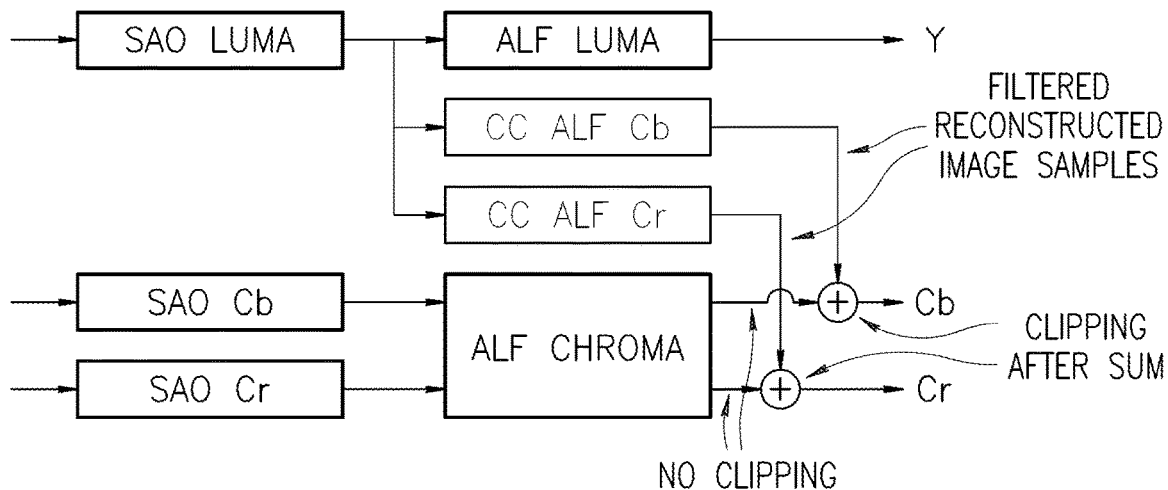 SAO LUMA
ALF LUMA
Y
CC ALF Cb
CC ALF Cr
FILTERED
RECONSTRUCTED
IMAGE SAMPLES
SAO Cb
SAO Cr
ALF CHROMA
+
+
Cb
Cr
CLIPPING
AFTER SUM
NO CLIPPING